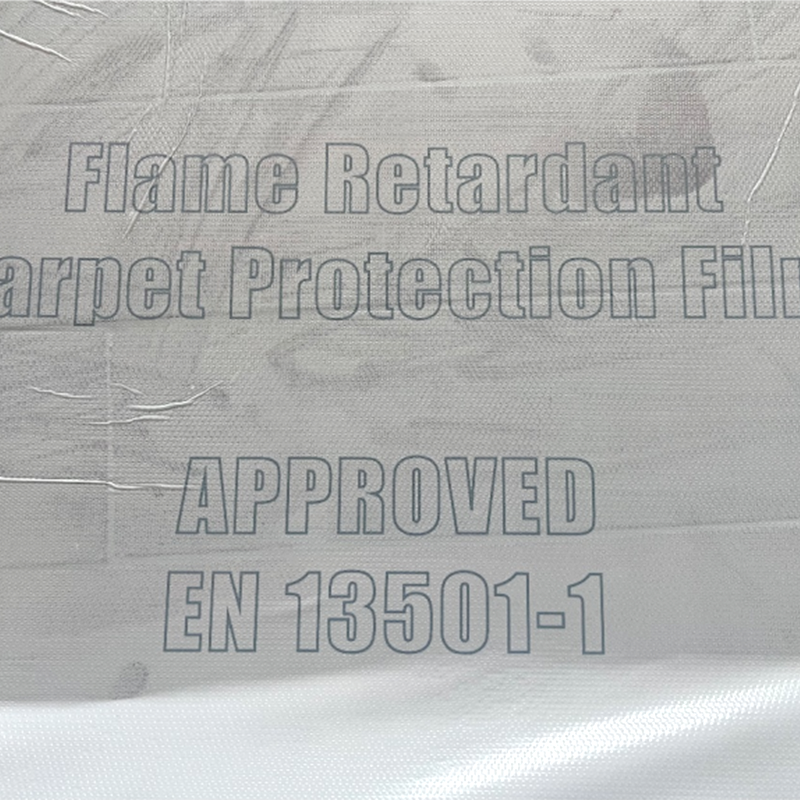 Flame Retardant
arpet Protection Fil
APPROVED
EN 13501-1